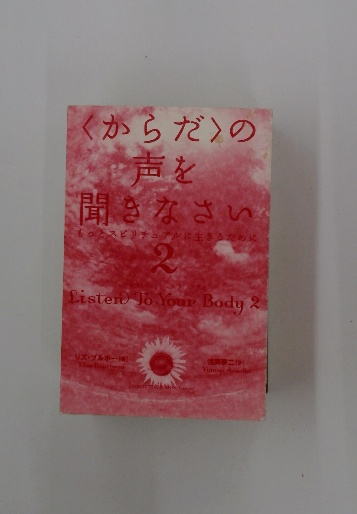 〈からだ〉の
声を
聞きなさい
もっとスピリチュアルに生きるために
2
Listen To Your Body 2
リズ・ブルボー・著